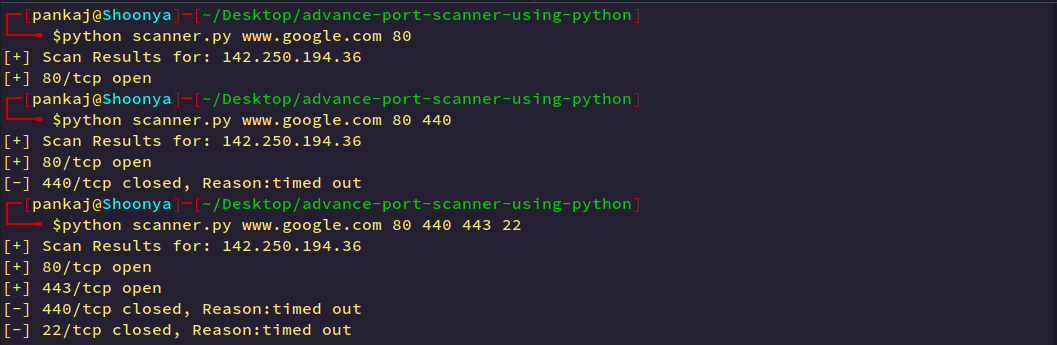 ┌─[pankaj@Shoonya]─[~/Desktop/advance-port-scanner-using-python]
└──╼ $python scanner.py www.google.com 80
[+] Scan Results for: 142.250.194.36
[+] 80/tcp open
┌─[pankaj@Shoonya]─[~/Desktop/advance-port-scanner-using-python]
└──╼ $python scanner.py www.google.com 80 440
[+] Scan Results for: 142.250.194.36
[+] 80/tcp open
[-] 440/tcp closed, Reason:timed out
┌─[pankaj@Shoonya]─[~/Desktop/advance-port-scanner-using-python]
└──╼ $python scanner.py www.google.com 80 440 443 22
[+] Scan Results for: 142.250.194.36
[+] 80/tcp open
[+] 443/tcp open
[-] 440/tcp closed, Reason:timed out
[-] 22/tcp closed, Reason:timed out